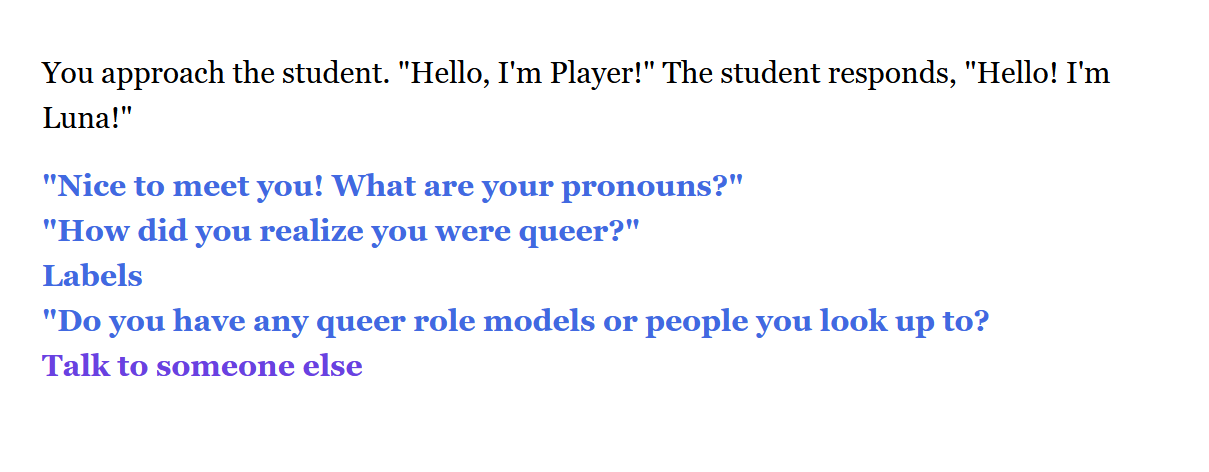 You approach the student. "Hello, I'm Player!" The student responds, "Hello! I'm
Luna!"
"Nice to meet you! What are your pronouns?"
"How did you realize you were queer?"
Labels
"Do you have any queer role models or people you look up to?
Talk to someone else